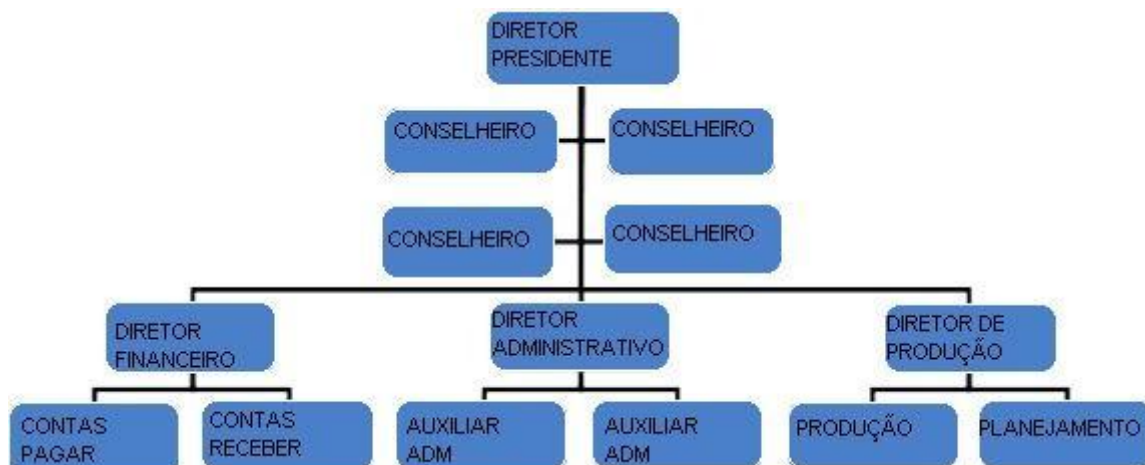 DIRETOR
PRESIDENTE
CONSELHEIRO
CONSELHEIRO
CONSELHEIRO
CONSELHEIRO
DIRETOR
FINANCEIRO
DIRETOR
ADMINISTRATIVO
DIRETOR DE
PRODUÇÃO
CONTAS
PAGAR
CONTAS
RECEBER
AUXILIAR
ADM
AUXILIAR
ADM
PRODUÇÃO
PLANEJAMENTO